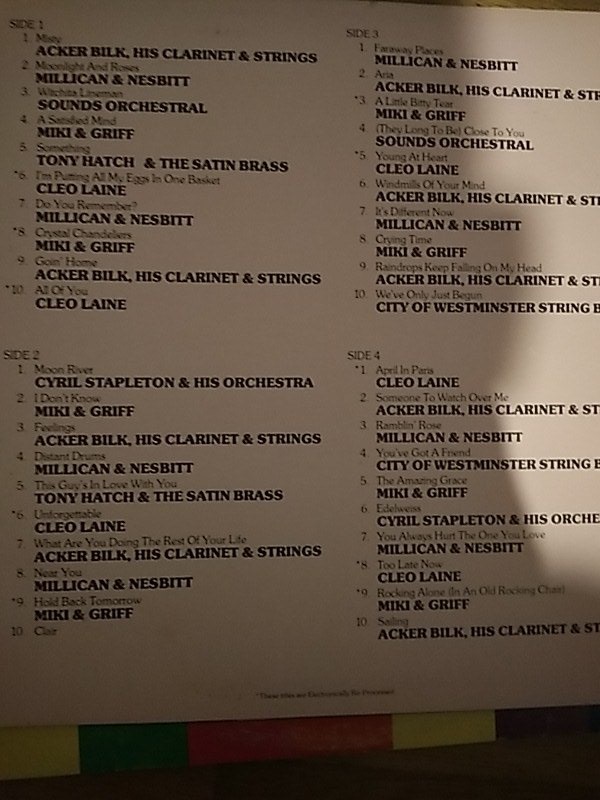 SIDE 1
1. Misty
ACKER BILK, HIS CLARINET & STRINGS
2. Moonlight And Roses
MILLICAN & NESBITT
3. Wichita Lineman
SOUNDS ORCHESTRAL
4. A Satisfied Mind
MIKI & GRIFF
5. Something
TONY HATCH & THE SATIN BRASS
*6. I'm Putting All My Eggs In One Basket
CLEO LAINE
7. Do You Remember?
MILLICAN & NESBITT
*8. Crystal Chandeliers
MIKI & GRIFF
9. Goin' Home
ACKER BILK, HIS CLARINET & STRINGS
*10. All Of You
CLEO LAINE
SIDE 2
1. Moon River
CYRIL STAPLETON & HIS ORCHESTRA
2. I Don't Know
MIKI & GRIFF
3. Feelings
ACKER BILK, HIS CLARINET & STRINGS
4. Distant Drums
MILLICAN & NESBITT
5. This Guy's In Love With You
TONY HATCH & THE SATIN BRASS
*6. Unforgettable
CLEO LAINE
7. What Are You Doing The Rest Of Your Life
ACKER BILK, HIS CLARINET & STRINGS
8. Near You
MILLICAN & NESBITT
*9. Hold Back Tomorrow
MIKI & GRIFF
10. Clair
SIDE 3
1. Faraway Places
MILLICAN & NESBITT
2. Aria
ACKER BILK, HIS CLARINET & STR
*3. A Little Bitty Tear
MIKI & GRIFF
4. (They Long To Be) Close To You
SOUNDS ORCHESTRAL
*5. Young At Heart
CLEO LAINE
6. Windmills Of Your Mind
ACKER BILK, HIS CLARINET & ST
7. It's Different Now
MILLICAN & NESBITT
8. Crying Time
MIKI & GRIFF
9. Raindrops Keep Falling On My Head
ACKER BILK, HIS CLARINET & ST
10. We've Only Just Begun
CITY OF WESTMINSTER STRING B
SIDE 4
*1. April In Paris
CLEO LAINE
2. Someone To Watch Over Me
ACKER BILK, HIS CLARINET & ST
3. Ramblin' Rose
MILLICAN & NESBITT
4. You've Got A Friend
CITY OF WESTMINSTER STRING B
5. The Amazing Grace
MIKI & GRIFF
6. Edelweiss
CYRIL STAPLETON & HIS ORCHE
7. You Always Hurt The One You Love
MILLICAN & NESBITT
*8. Too Late Now
CLEO LAINE
*9. Rocking Alone (In An Old Rocking Chair)
MIKI & GRIFF
10. Sailing
ACKER BILK, HIS CLARINET & ST
*These titles are Electronically Re-Processed